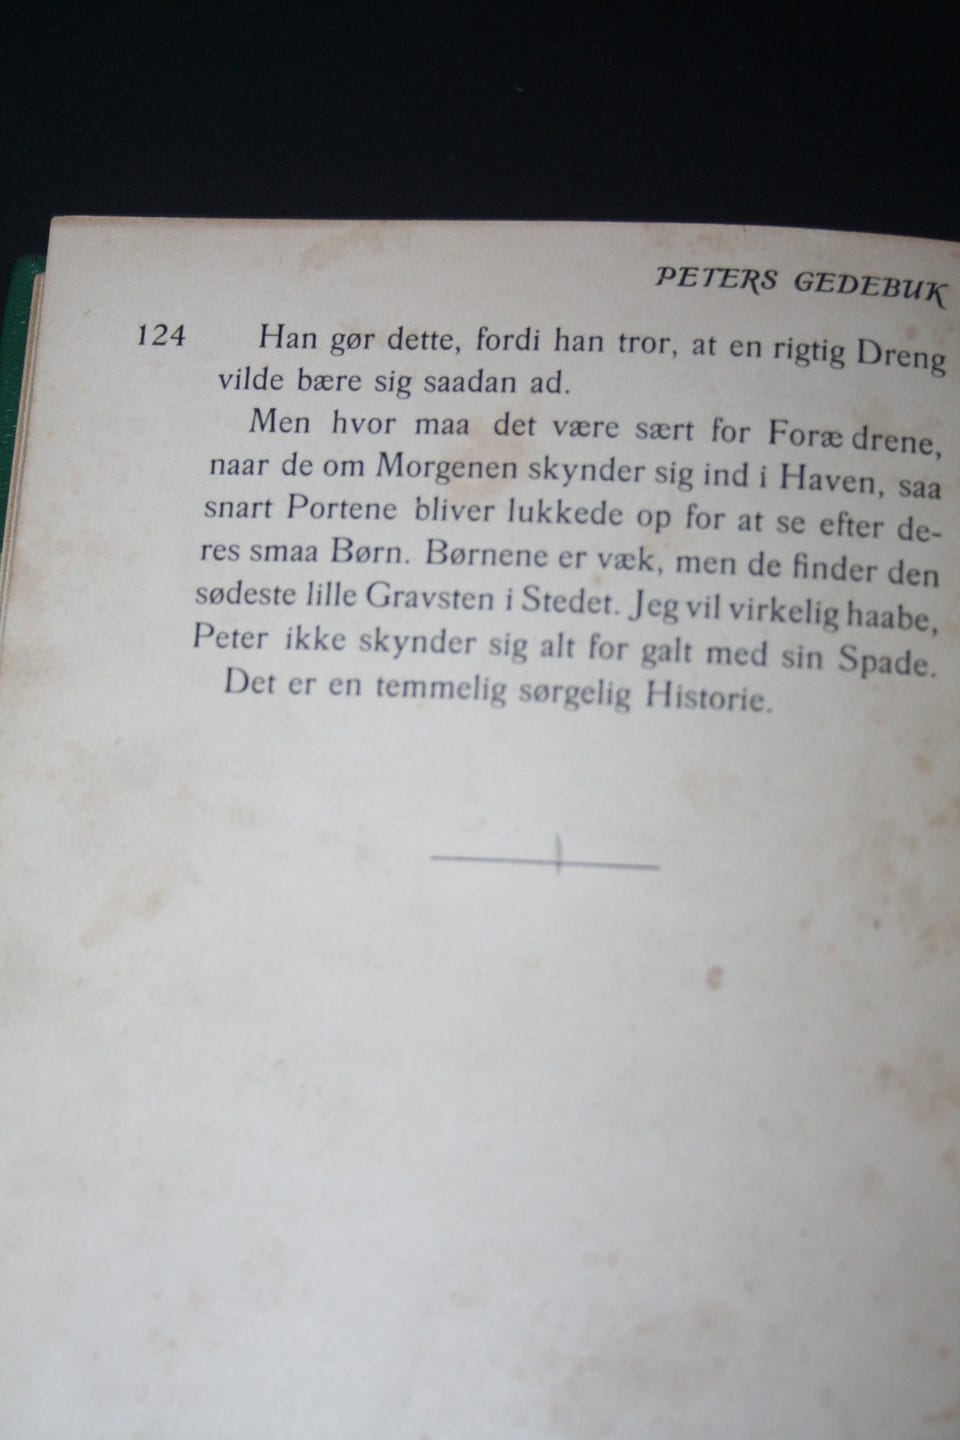 PETERS GEDEBUK
124 Han gør dette, fordi han tror, at en rigtig Dreng
vilde bære sig saadan ad.
Men hvor maa det være sært for Foræ drene,
naar de om Morgenen skynder sig ind i Haven, saa
snart Portene bliver lukkede op for at se efter de-
res smaa Børn. Børnene er væk, men de finder den
sødeste lille Gravsten i Stedet. Jeg vil virkelig haabe,
Peter ikke skynder sig alt for galt med sin Spade.
Det er en temmelig sørgelig Historie.